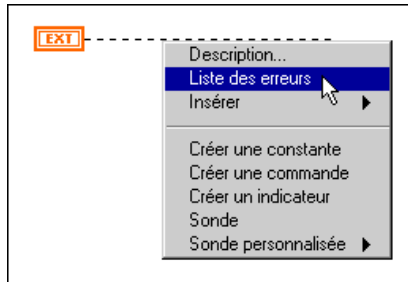 EXT
Description...
Liste des erreurs
Insérer
Créer une constante
Créer une commande
Créer un indicateur
Sonde
Sonde personnalisée